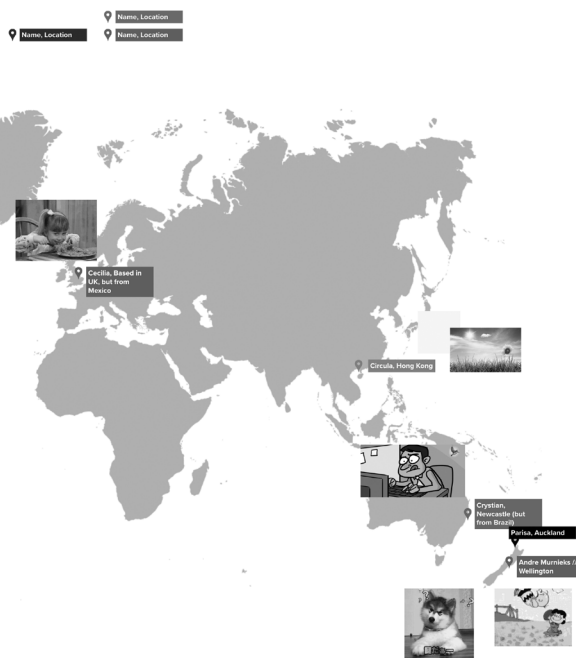 Name, Location
Name, Location
Name, Location
Cecilia, Based in
UK, but from
Mexico
Circula, Hong Kong
Crystian,
Newcastle (but
from Brazil)
Parisa, Auckland
Andre Murnieks //
Wellington